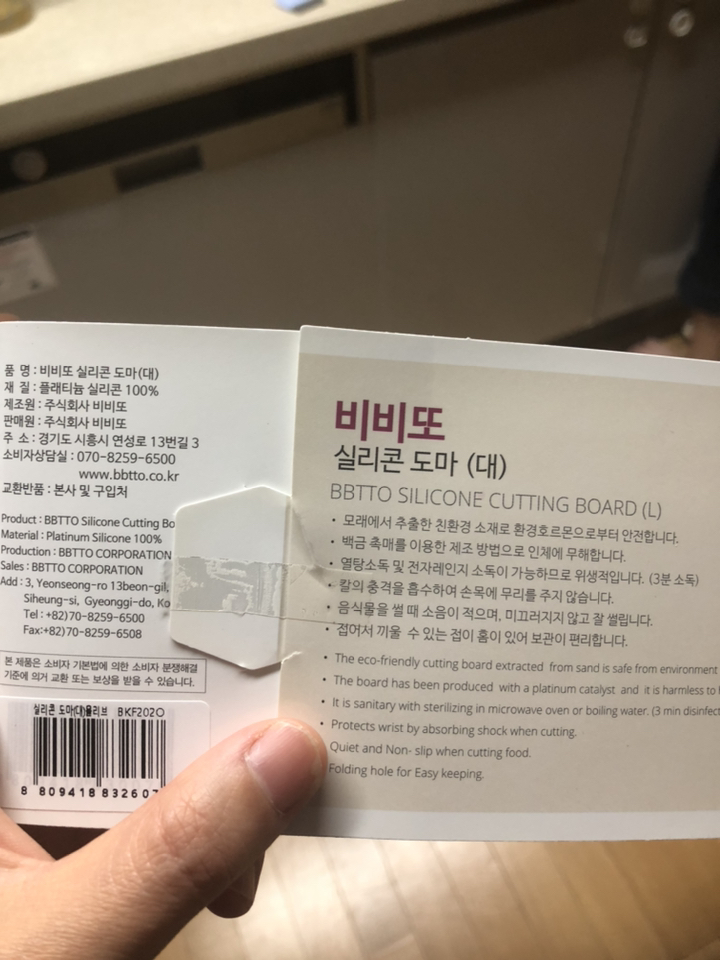 품 명 : 비비또 실리콘 도마(대)
재 질 : 플래티늄 실리콘 100%
제조원 : 주식회사 비비또
판매원 : 주식회사 비비또
주 소 : 경기도 시흥시 연성로 13번길 3
소비자상담실 : 070-8259-6500
www.bbtto.co.kr
교환반품 : 본사 및 구입처
Product : BBTTO Silicone Cutting Bo
Material : Platinum Silicone 100%
Production : BBTTO CORPORATION
Sales : BBTTO CORPORATION
Add : 3, Yeonseong-ro 13beon-gil,
Siheung-si, Gyeonggi-do, Ko
Tel : +82)70-8259-6500
Fax:+82)70-8259-6508
본 제품은 소비자 기본법에 의한 소비자 분쟁해결
기준에 의거 교환 또는 보상을 받을 수 있습니다.
실리콘 도마(대)올리브 BKF202O
8 809418 832607
비비또
실리콘 도마 (대)
BBTTO SILICONE CUTTING BOARD (L)
• 모래에서 추출한 친환경 소재로 환경호르몬으로부터 안전합니다.
• 백금 촉매를 이용한 제조 방법으로 인체에 무해합니다.
• 열탕소독 및 전자레인지 소독이 가능하므로 위생적입니다. (3분 소독)
• 칼의 충격을 흡수하여 손목에 무리를 주지 않습니다.
• 음식물을 썰 때 소음이 적으며, 미끄러지지 않고 잘 썰립니다.
• 접어서 끼울 수 있는 접이 홈이 있어 보관이 편리합니다.
• The eco-friendly cutting board extracted from sand is safe from environment
• The board has been produced with a platinum catalyst and it is harmless to
• It is sanitary with sterilizing in microwave oven or boiling water. (3 min disinfect
• Protects wrist by absorbing shock when cutting.
Quiet and Non- slip when cutting food.
Folding hole for Easy keeping.